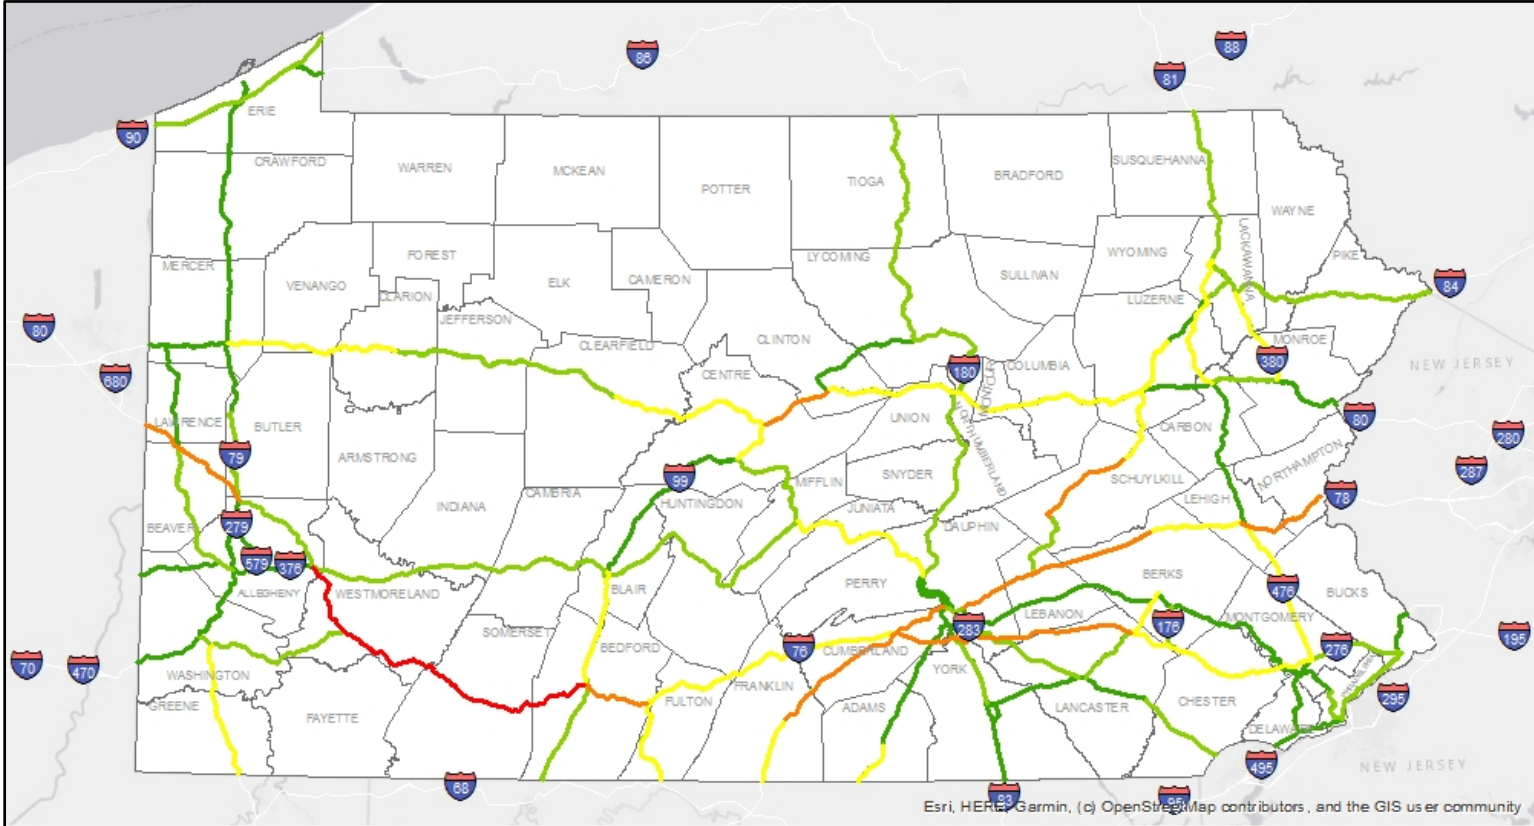 88
86
81
90
ERIE
CRAWFORD
WARREN
MCKEAN
POTTER
TIOGA
BRADFORD
SUSQUEHANNA
WAYNE
LACKAWANNA
WYOMING
PIKE
MERCER
FOREST
LYCOMING
SULLIVAN
VENANGO
CLARION
ELK
CAMERON
84
LUZERNE
80
JEFFERSON
CLEARFIELD
CLINTON
MONROE
380
NEW JERSEY
680
CENTRE
180
COLUMBIA
MONTOUR
LAWRENCE
BUTLER
UNION
NORTHUMBERLAND
CARBON
80
280
79
ARMSTRONG
99
MIFFLIN
SNYDER
SCHUYLKILL
NORTHAMPTON
287
INDIANA
CAMBRIA
HUNTINGDON
JUNIATA
LEHIGH
78
BEAVER
279
DAUPHIN
579
376
ALLEGHENY
WESTMORELAND
BLAIR
PERRY
BERKS
476
BUCKS
LEBANON
MONTGOMERY
SOMERSET
BEDFORD
76
CUMBERLAND
283
176
276
195
70
470
WASHINGTON
YORK
FRANKLIN
295
GREENE
FAYETTE
FULTON
ADAMS
LANCASTER
CHESTER
DELAWARE
495
NEW JERSEY
68
83
95
Esri, HERE, Garmin, (c) OpenStreetMap contributors, and the GIS user community